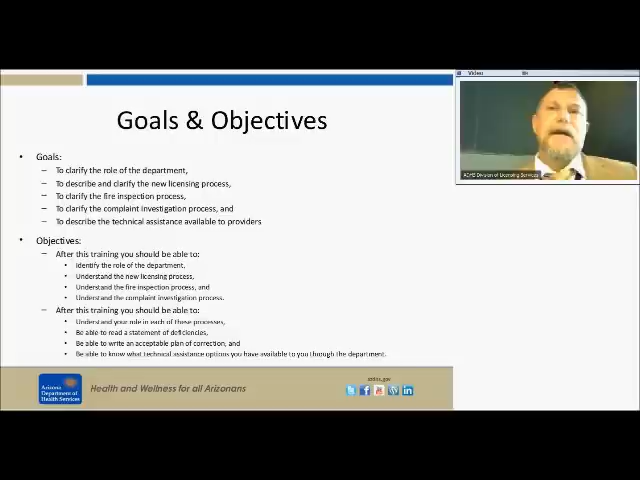 Video
Goals & Objectives
• Goals:
– To clarify the role of the department,
– To describe and clarify the new licensing process,
– To clarify the fire inspection process,
– To clarify the complaint investigation process, and
– To describe the technical assistance available to providers
• Objectives:
– After this training you should be able to:
• Identify the role of the department,
• Understand the new licensing process,
• Understand the fire inspection process, and
• Understand the complaint investigation process.
– After this training you should be able to:
• Understand your role in each of these processes,
• Be able to read a statement of deficiencies,
• Be able to write an acceptable plan of correction, and
• Be able to know what technical assistance options you have available to you through the department.
ADHS Division of Licensing Services
Arizona
Department of
Health Services
Health and Wellness for all Arizonans
azdhs.gov